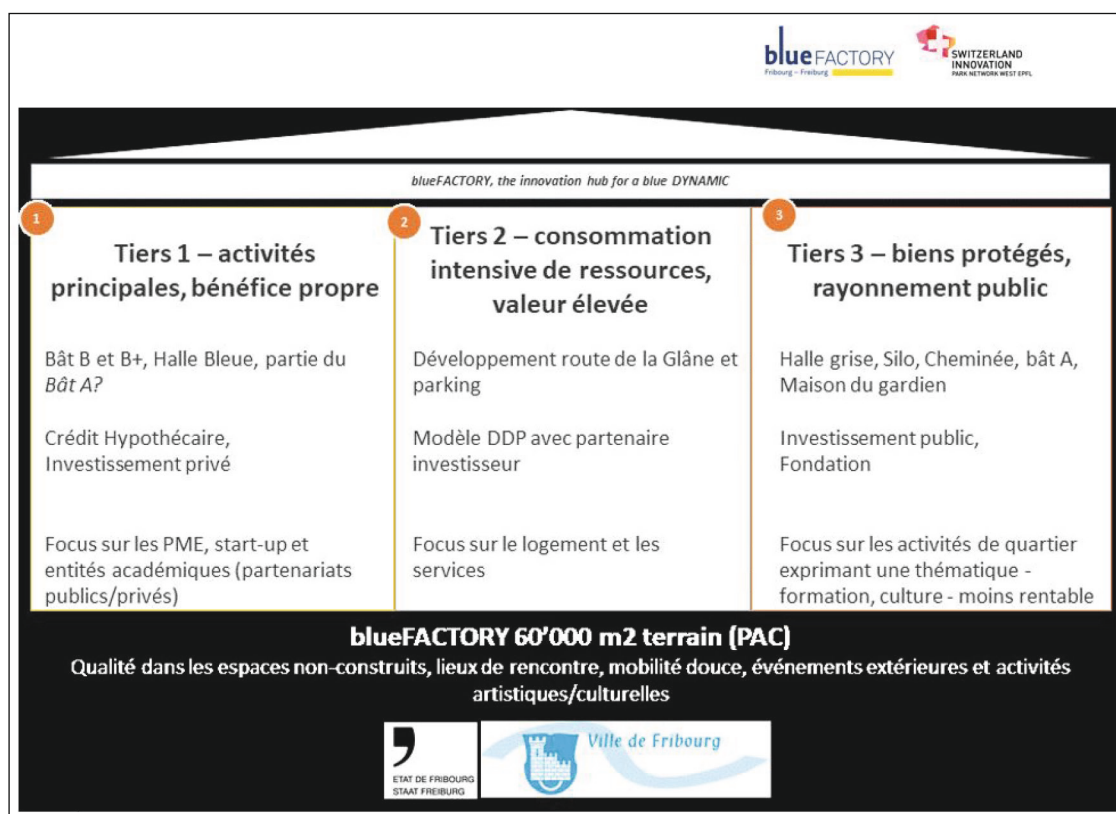 blueFACTORY
Fribourg – Freiburg
SWITZERLAND
INNOVATION
PARK NETWORK WEST EPFL
blueFACTORY, the innovation hub for a blue DYNAMIC
1
Tiers 1 – activités
principales, bénéfice propre
Bât B et B+, Halle Bleue, partie du
Bât A?
Crédit Hypothécaire,
Investissement privé
Focus sur les PME, start-up et
entités académiques (partenariats
publics/privés)
2
Tiers 2 – consommation
intensive de ressources,
valeur élevée
Développement route de la Glâne et
parking
Modèle DDP avec partenaire
investisseur
Focus sur le logement et les
services
3
Tiers 3 – biens protégés,
rayonnement public
Halle grise, Silo, Cheminée, bât A,
Maison du gardien
Investissement public,
Fondation
Focus sur les activités de quartier
exprimant une thématique -
formation, culture - moins rentable
blueFACTORY 60'000 m2 terrain (PAC)
Qualité dans les espaces non-construits, lieux de rencontre, mobilité douce, événements extérieures et activités
artistiques/culturelles
ETAT DE FRIBOURG
STAAT FREIBURG
Ville de Fribourg